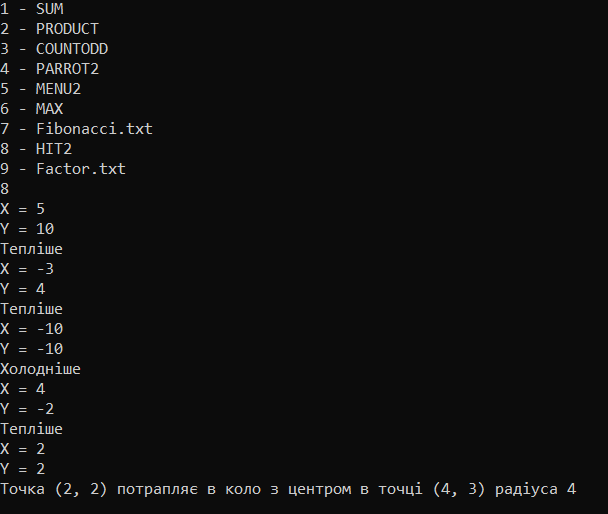 1 - SUM
2 - PRODUCT
3 - COUNTODD
4 - PARROT2
5 - MENU2
6 - MAX
7 - Fibonacci.txt
8 - HIT2
9 - Factor.txt
8
X = 5
Y = 10
Тепліше
X = -3
Y = 4
Тепліше
X = -10
Y = -10
Холодніше
X = 4
Y = -2
Тепліше
X = 2
Y = 2
Точка (2, 2) потрапляє в коло з центром в точці (4, 3) радіуса 4